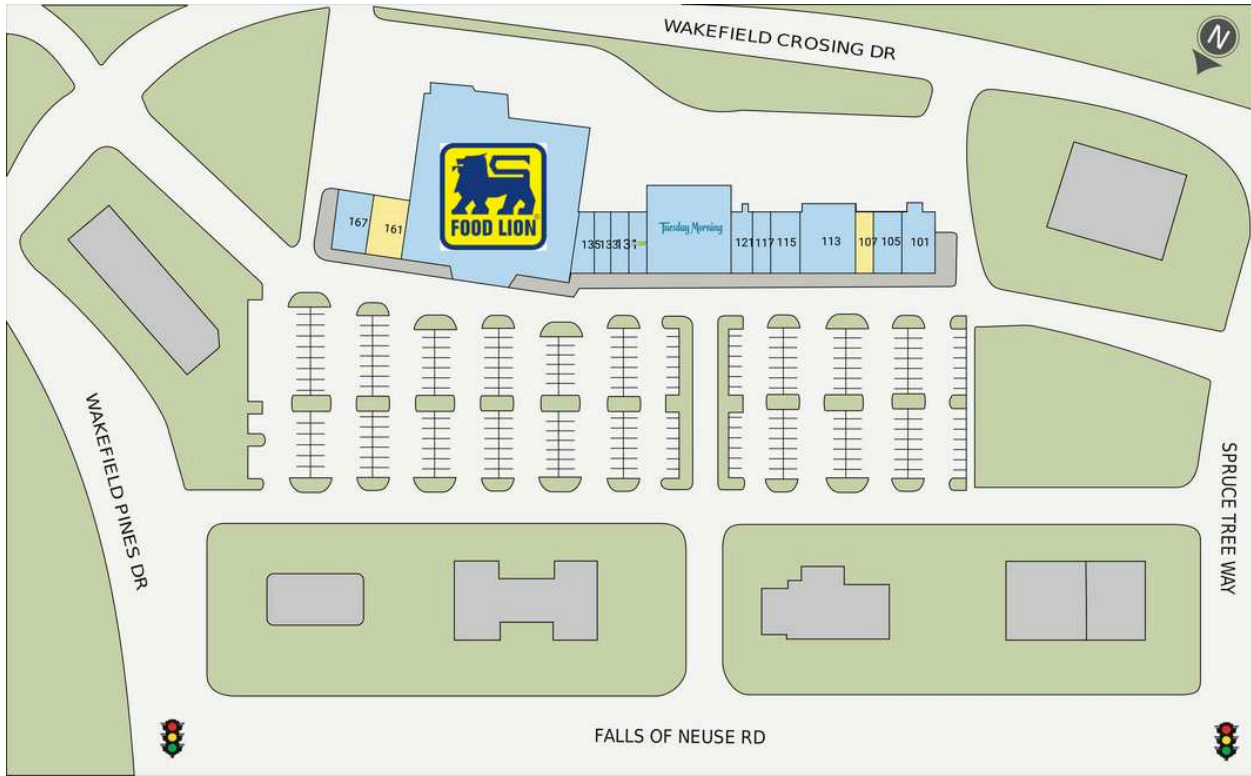 WAKEFIELD CROSING DR
N
FOOD LION
167
161
135
133
131
Tuesday Morning
121
117
115
113
107
105
101
WAKEFIELD PINES DR
SPRUCE TREE WAY
FALLS OF NEUSE RD